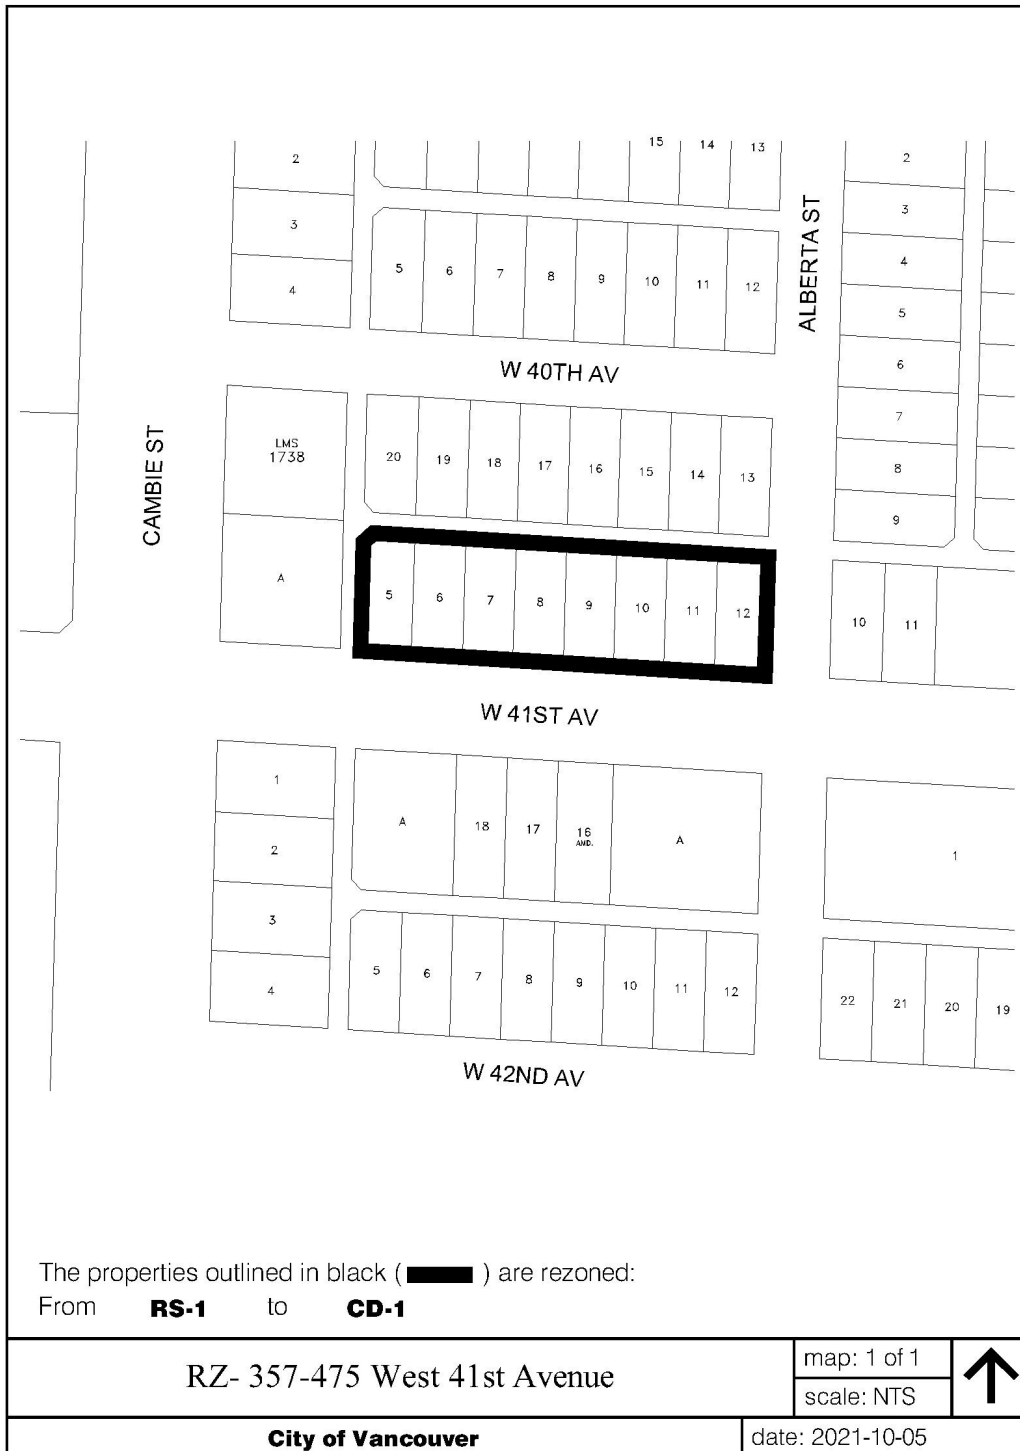 15 14 13
2
2
3
3
4
4
5 6 7 8 9 10 11 12
5
6
7
8
9
ALBERTA ST
W 40TH AV
CAMBIE ST
LMS
1738
20 19 18 17 16 15 14 13
A
5 6 7 8 9 10 11 12
10 11
W 41ST AV
1
2
3
4
A 18 17 16 A
AMD.
1
5 6 7 8 9 10 11 12
22 21 20 19
W 42ND AV
The properties outlined in black ( ) are rezoned:
From RS-1 to CD-1
RZ- 357-475 West 41st Avenue
map: 1 of 1
scale: NTS
City of Vancouver
date: 2021-10-05